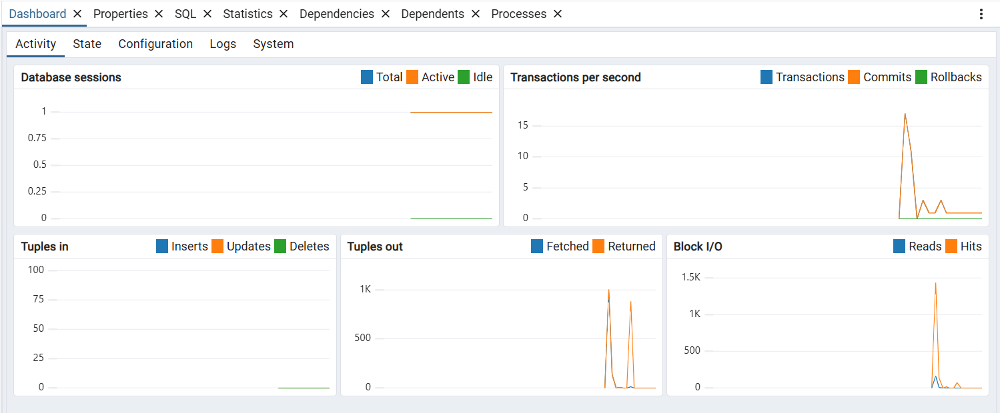 Dashboard Properties SQL Statistics Dependencies Dependents Processes
Activity State Configuration Logs System
Database sessions Total Active Idle
1
0.75
0.5
0.25
0
Transactions per second Transactions Commits Rollbacks
15
10
5
0
Tuples in Inserts Updates Deletes
100
75
50
25
0
Tuples out Fetched Returned
1K
500
0
Block I/O Reads Hits
1.5K
1K
500
0